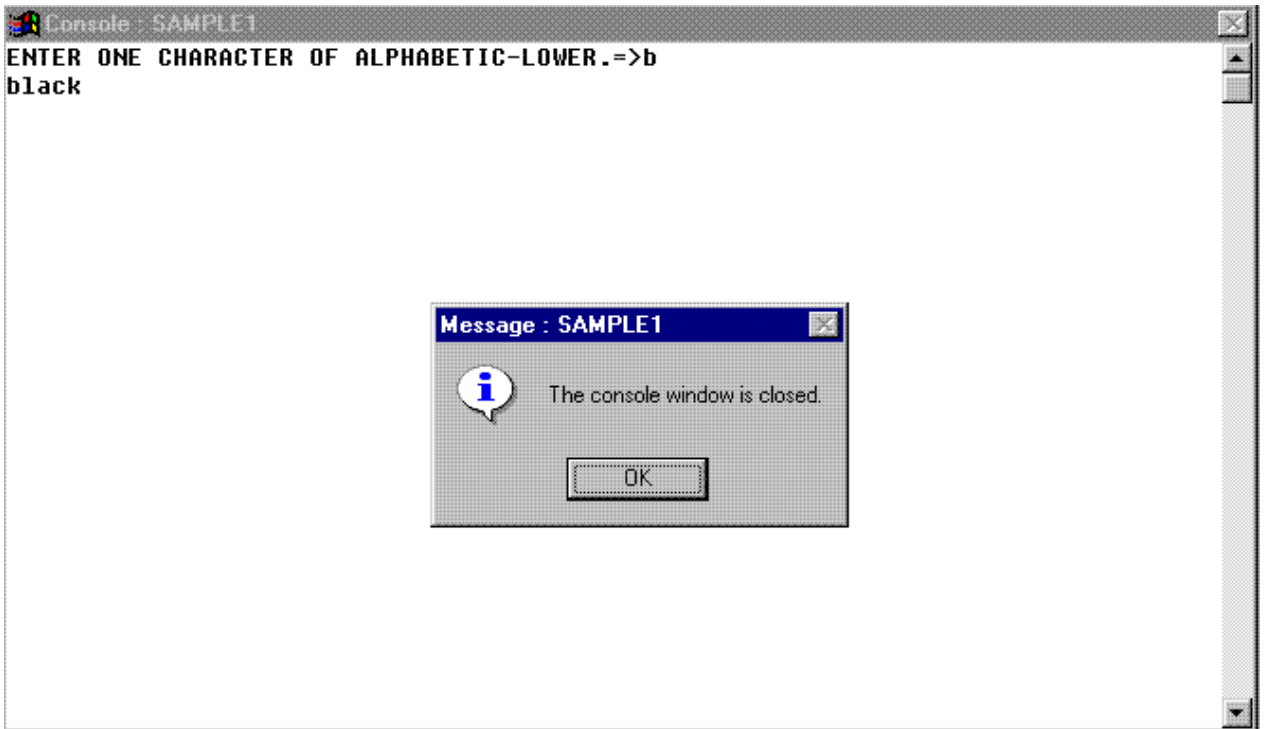 Console : SAMPLE1
ENTER ONE CHARACTER OF ALPHABETIC-LOWER.=>b
black
Message : SAMPLE1
The console window is closed.
OK